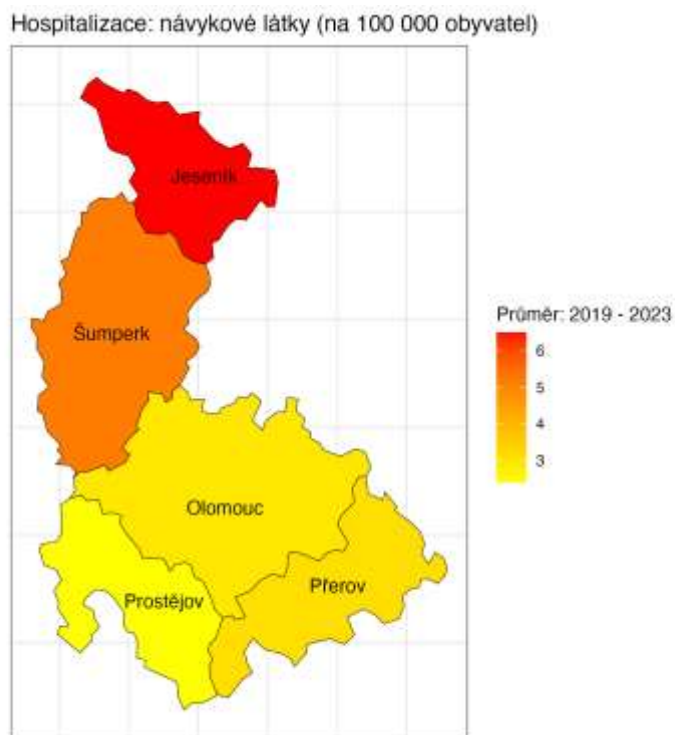 Hospitalizace: návykové látky (na 100 000 obyvatel)
Jeseník
Šumperk
Průměr: 2019 - 2023
6
5
4
3
Olomouc
Přerov
Prostějov